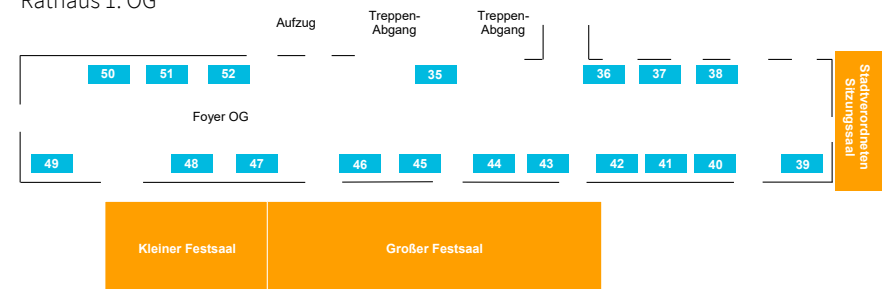 Rathaus 1. OG
Aufzug
Treppen-
Abgang
Treppen-
Abgang
50 51 52 35 36 37 38
Stadtverordneten
Sitzungssaal
Foyer OG
49 48 47 46 45 44 43 42 41 40 39
Kleiner Festsaal
Großer Festsaal